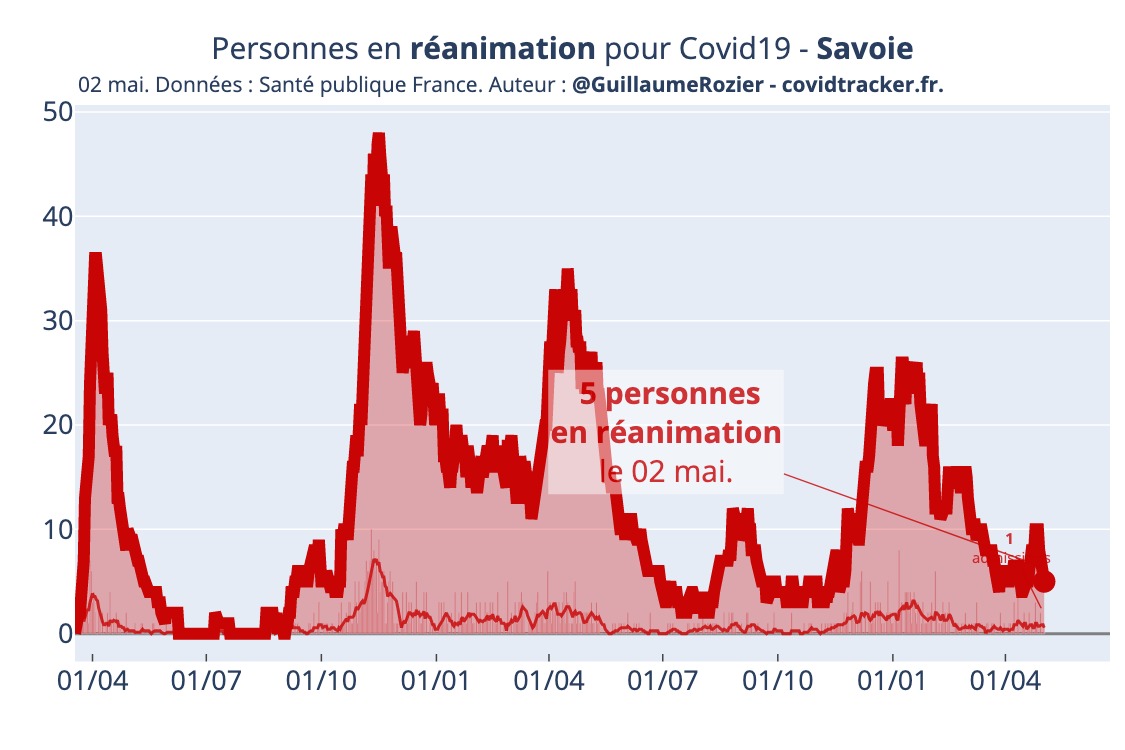 Personnes en réanimation pour Covid19 - Savoie
02 mai. Données : Santé publique France. Auteur : @GuillaumeRozier - covidtracker.fr.
50
40
30
20
10
0
5 personnes
en réanimation
le 02 mai.
1
admissions
01/04 01/07 01/10 01/01 01/04 01/07 01/10 01/01 01/04